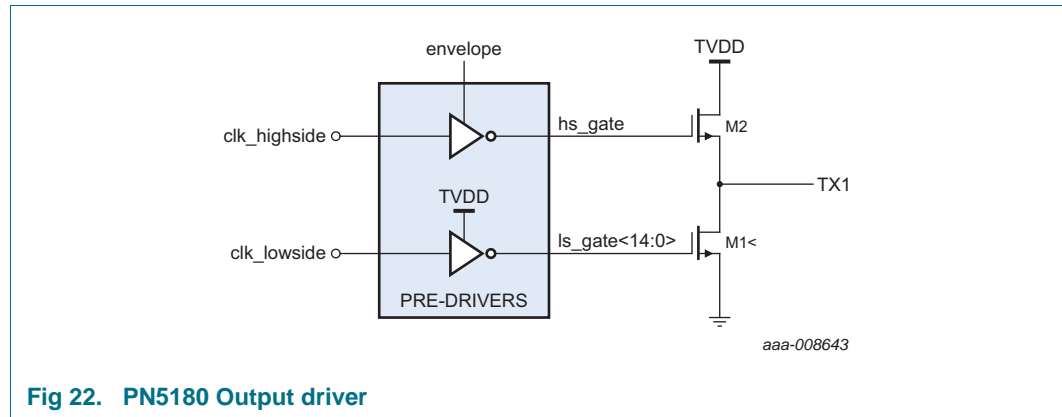 envelope
TVDD
clk_highside
hs_gate
M2
TX1
TVDD
clk_lowside
ls_gate<14:0>
M1<
PRE-DRIVERS
aaa-008643
Fig 22. PN5180 Output driver